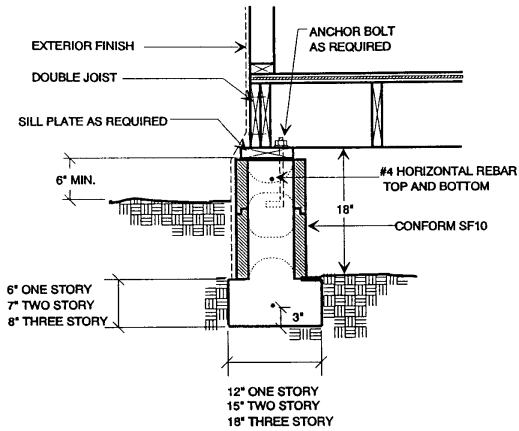 EXTERIOR FINISH
ANCHOR BOLT
AS REQUIRED
DOUBLE JOIST
SILL PLATE AS REQUIRED
6" MIN.
#4 HORIZONTAL REBAR
TOP AND BOTTOM
18"
CONFORM SF10
6" ONE STORY
7" TWO STORY
8" THREE STORY
3"
12" ONE STORY
15" TWO STORY
18" THREE STORY